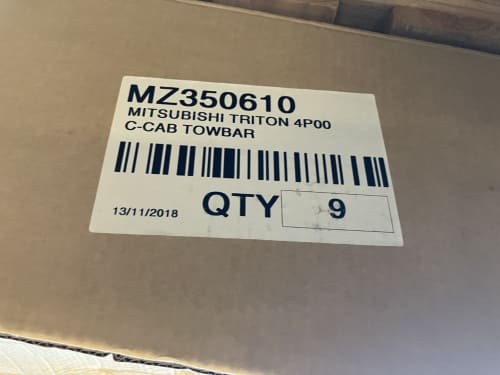 MZ350610
MITSUBISHI TRITON 4P00
C-CAB TOWBAR
13/11/2018 QTY 9